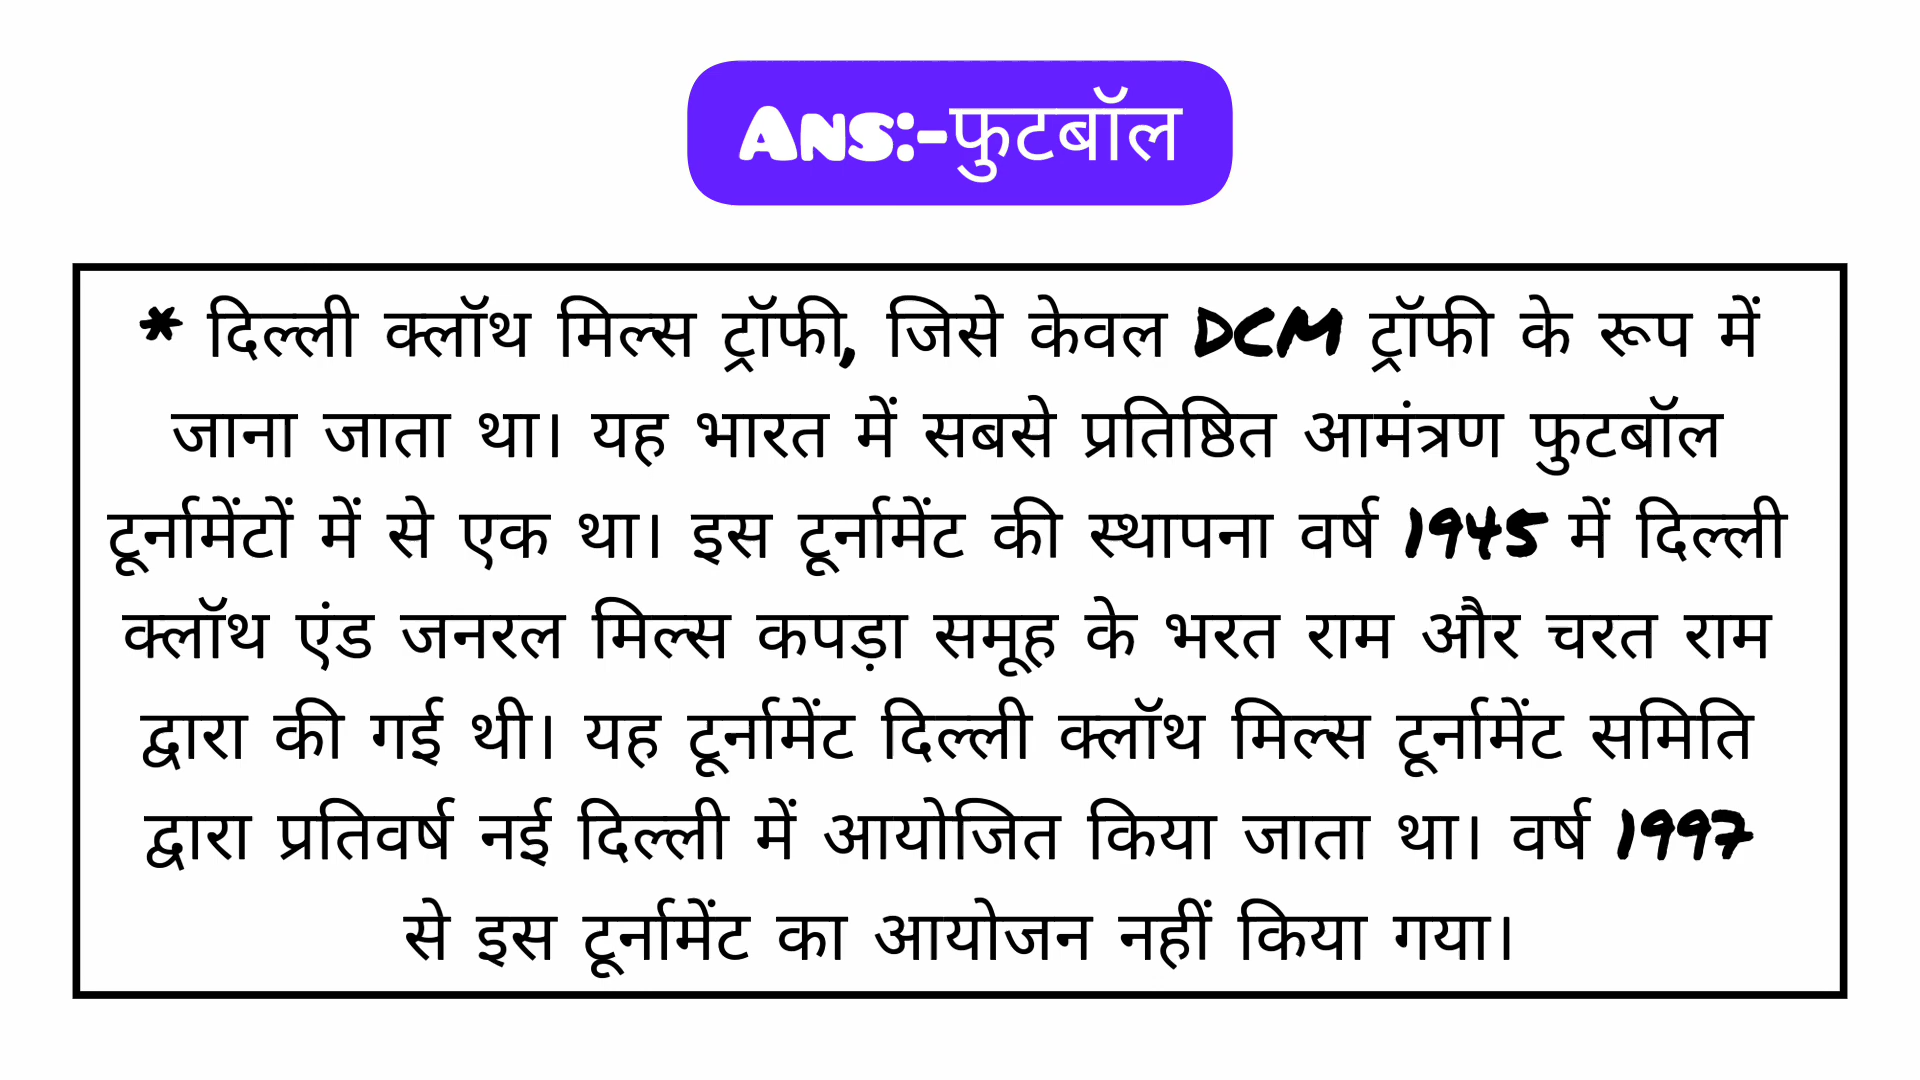 Ans:-फुटबॉल
* दिल्ली क्लॉथ मिल्स ट्रॉफी, जिसे केवल DCM ट्रॉफी के रूप में
जाना जाता था। यह भारत में सबसे प्रतिष्ठित आमंत्रण फुटबॉल
टूर्नामेंटों में से एक था। इस टूर्नामेंट की स्थापना वर्ष 1945 में दिल्ली
क्लॉथ एंड जनरल मिल्स कपड़ा समूह के भरत राम और चरत राम
द्वारा की गई थी। यह टूर्नामेंट दिल्ली क्लॉथ मिल्स टूर्नामेंट समिति
द्वारा प्रतिवर्ष नई दिल्ली में आयोजित किया जाता था। वर्ष 1997
से इस टूर्नामेंट का आयोजन नहीं किया गया।